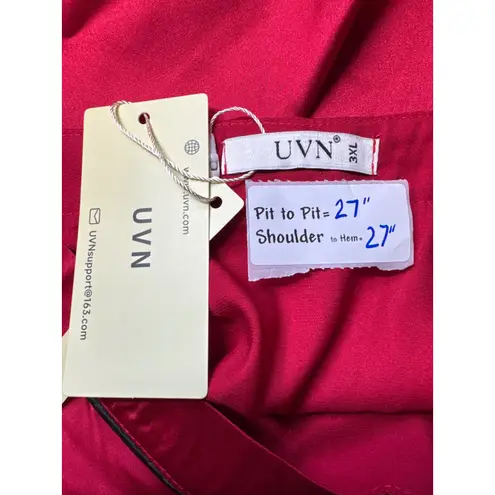 UVN® 3XL
Pit to Pit= 27"
Shoulder to Hem= 27"
UVN
UVNsupport@163.com